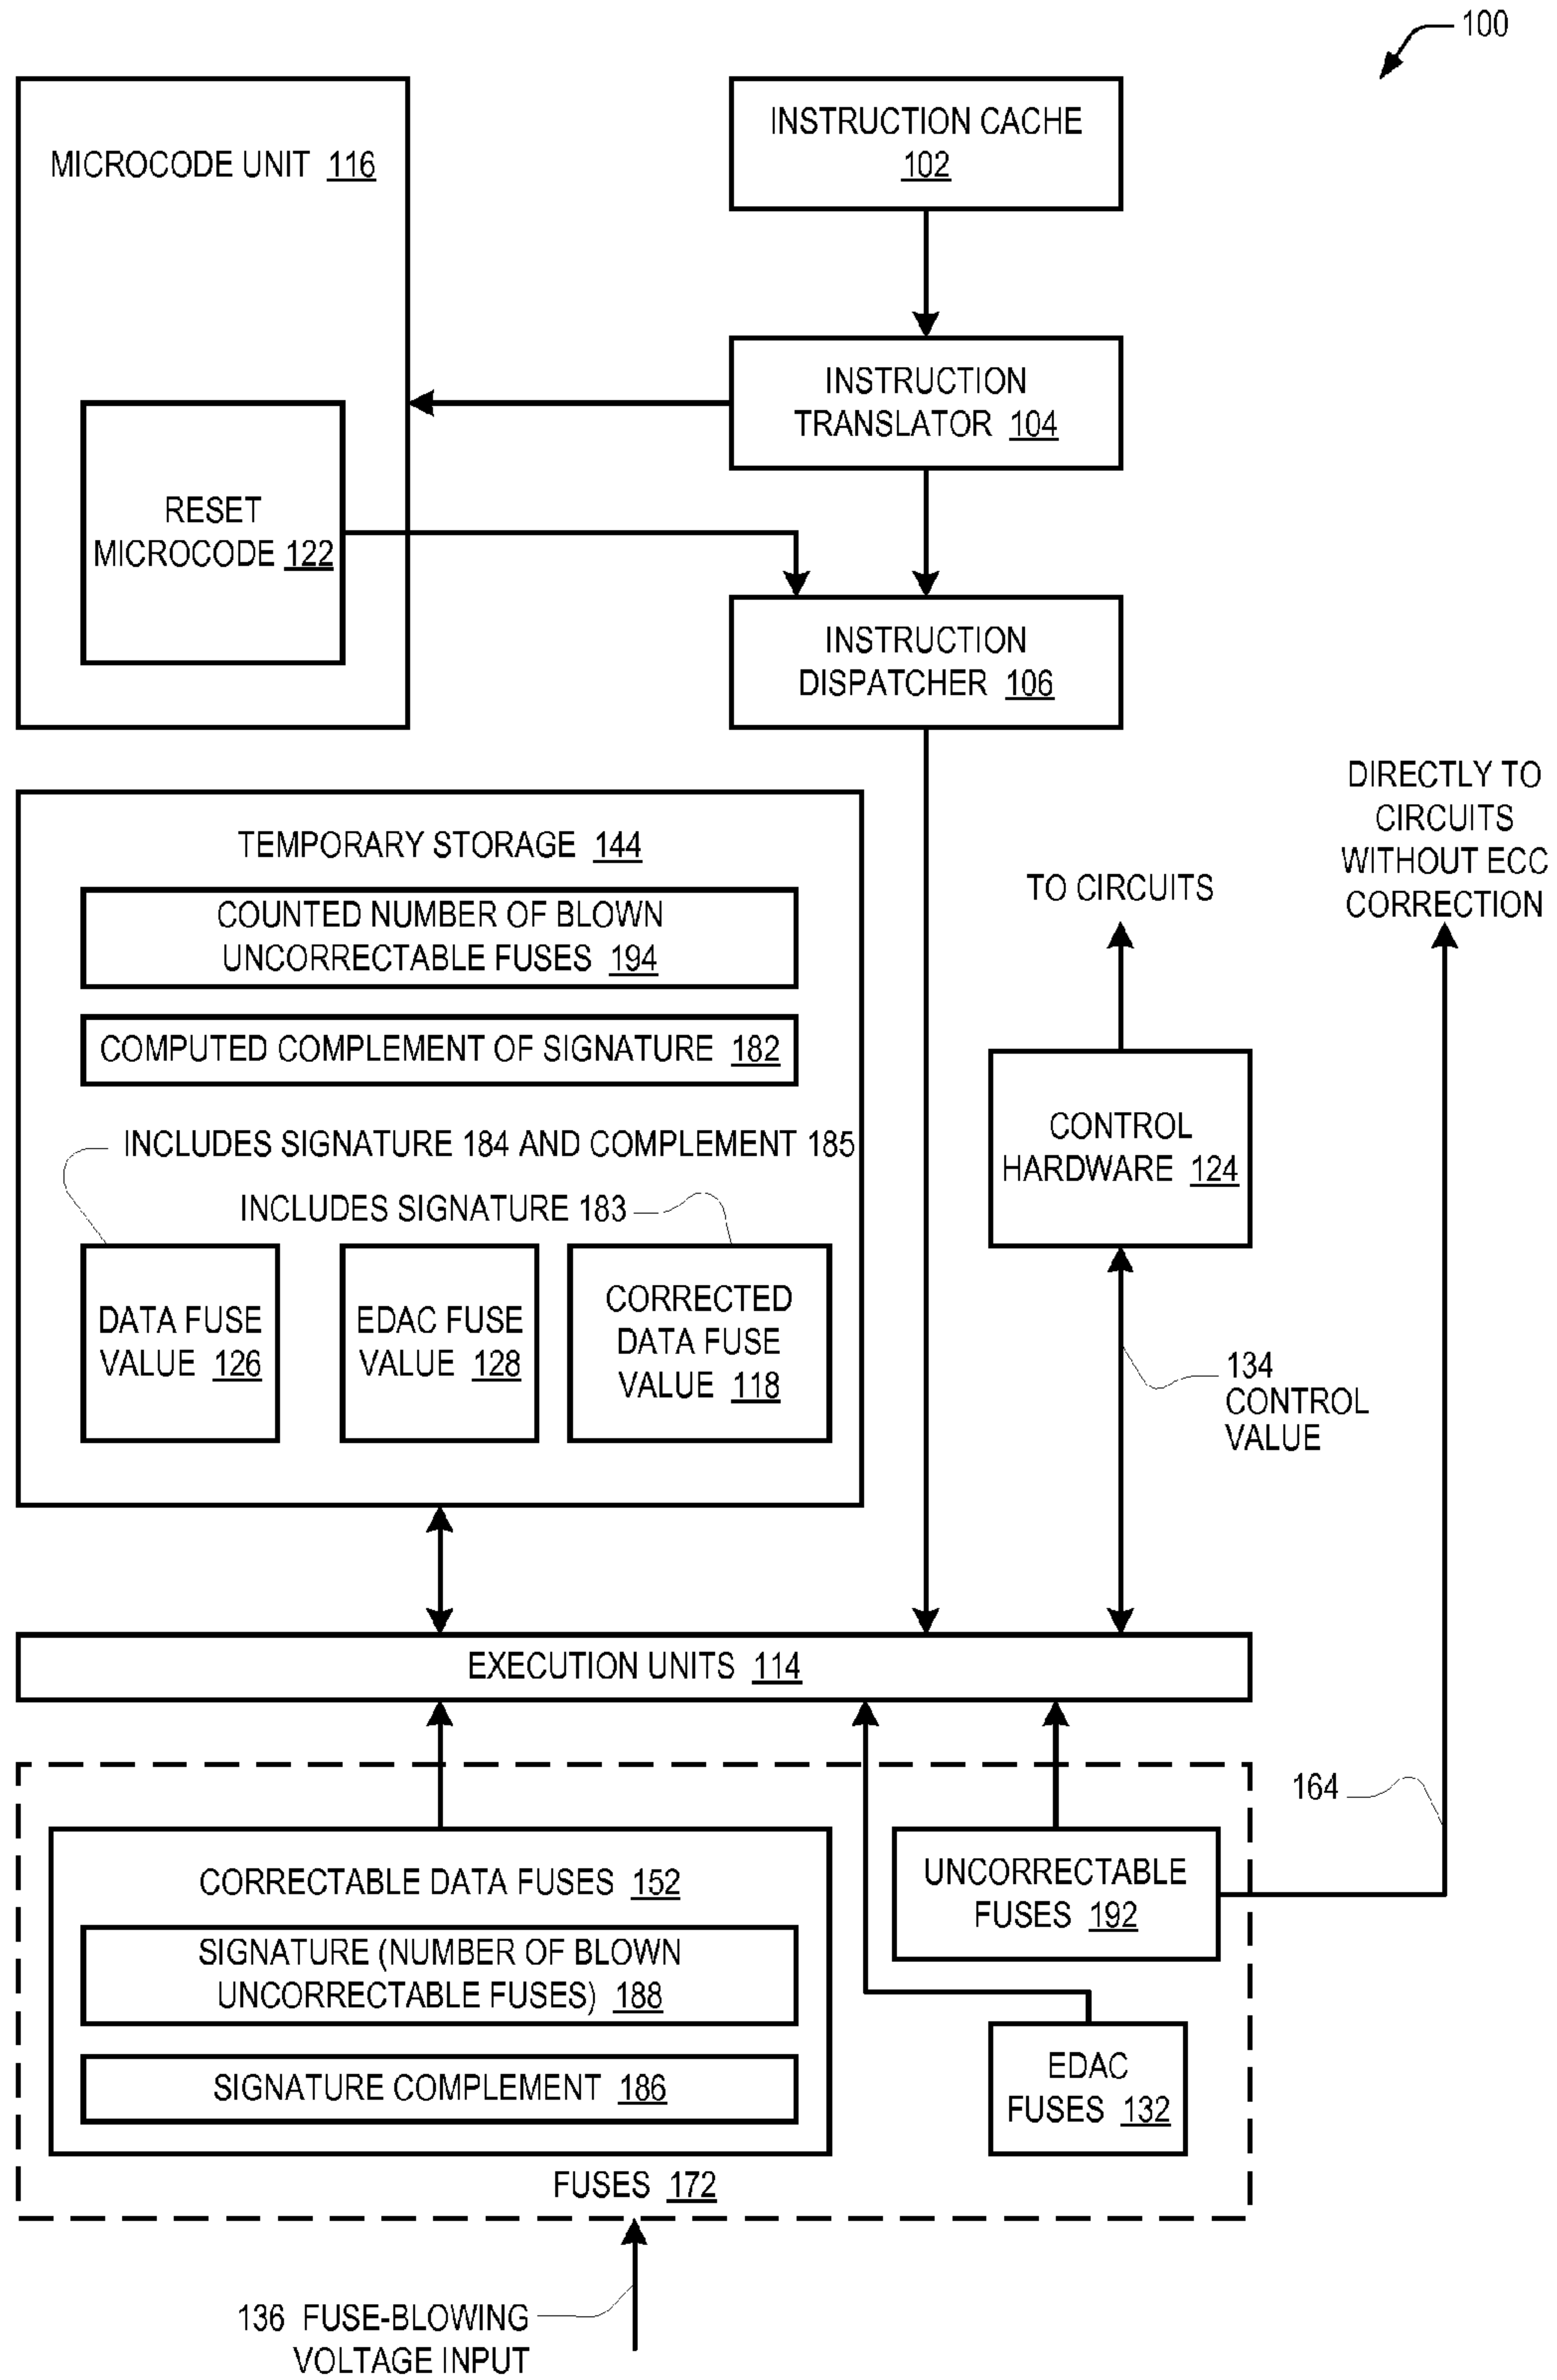 100
INSTRUCTION CACHE
102
MICROCODE UNIT 116
INSTRUCTION
TRANSLATOR 104
RESET
MICROCODE 122
INSTRUCTION
DISPATCHER 106
DIRECTLY TO
CIRCUITS
WITHOUT ECC
CORRECTION
TO CIRCUITS
TEMPORARY STORAGE 144
COUNTED NUMBER OF BLOWN
UNCORRECTABLE FUSES 194
COMPUTED COMPLEMENT OF SIGNATURE 182
INCLUDES SIGNATURE 184 AND COMPLEMENT 185
INCLUDES SIGNATURE 183
DATA FUSE
VALUE 126
EDAC FUSE
VALUE 128
CORRECTED
DATA FUSE
VALUE 118
CONTROL
HARDWARE 124
134
CONTROL
VALUE
EXECUTION UNITS 114
164
CORRECTABLE DATA FUSES 152
SIGNATURE (NUMBER OF BLOWN
UNCORRECTABLE FUSES) 188
SIGNATURE COMPLEMENT 186
UNCORRECTABLE
FUSES 192
EDAC
FUSES 132
FUSES 172
136 FUSE-BLOWING
VOLTAGE INPUT